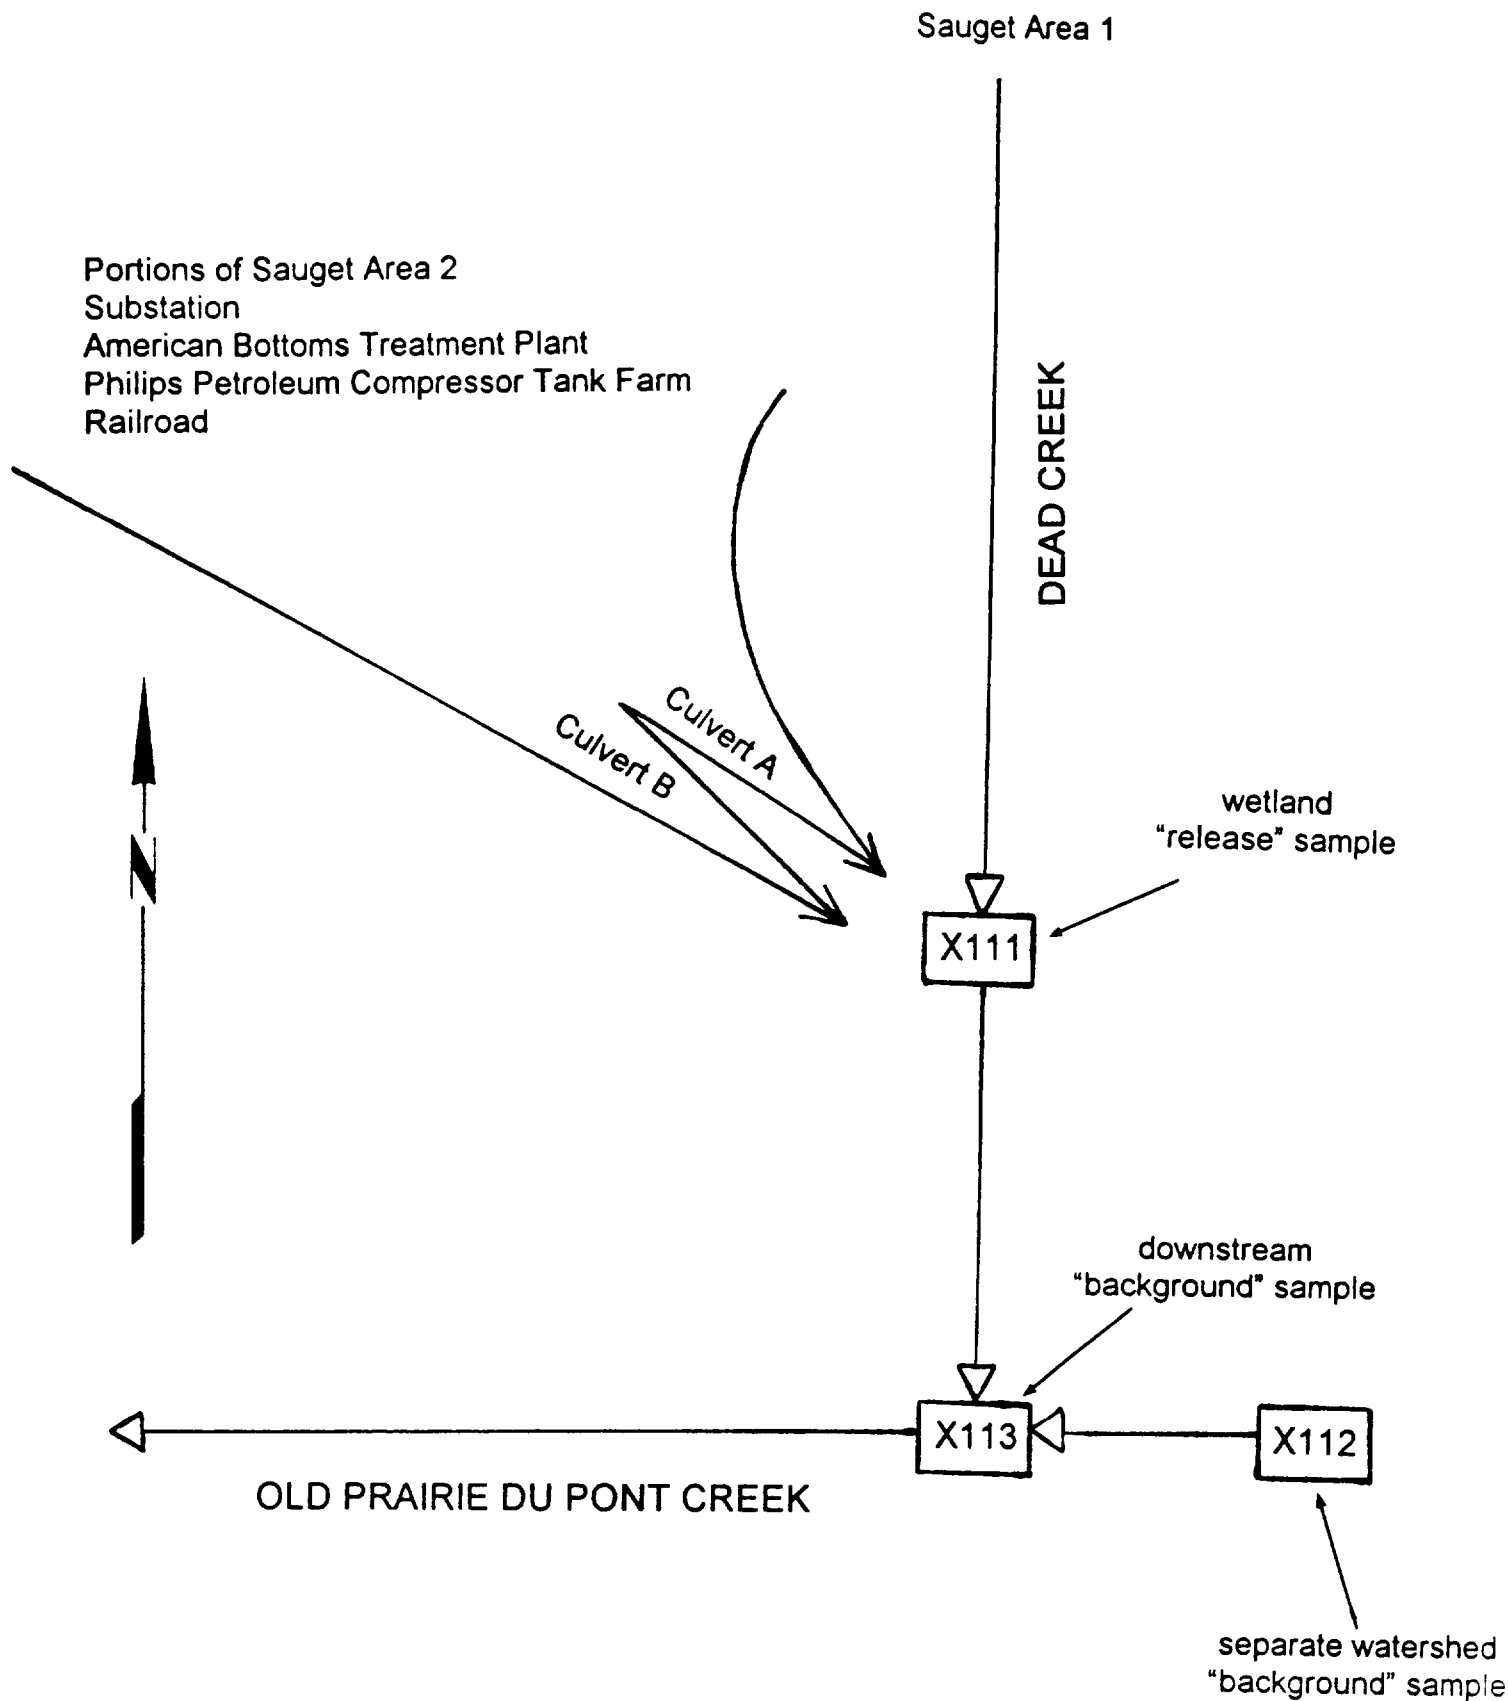 Sauget Area 1
Portions of Sauget Area 2
Substation
American Bottoms Treatment Plant
Philips Petroleum Compressor Tank Farm
Railroad
DEAD CREEK
Culvert A
Culvert B
N
wetland
"release" sample
X111
downstream
"background" sample
X113
X112
OLD PRAIRIE DU PONT CREEK
separate watershed
"background" sample